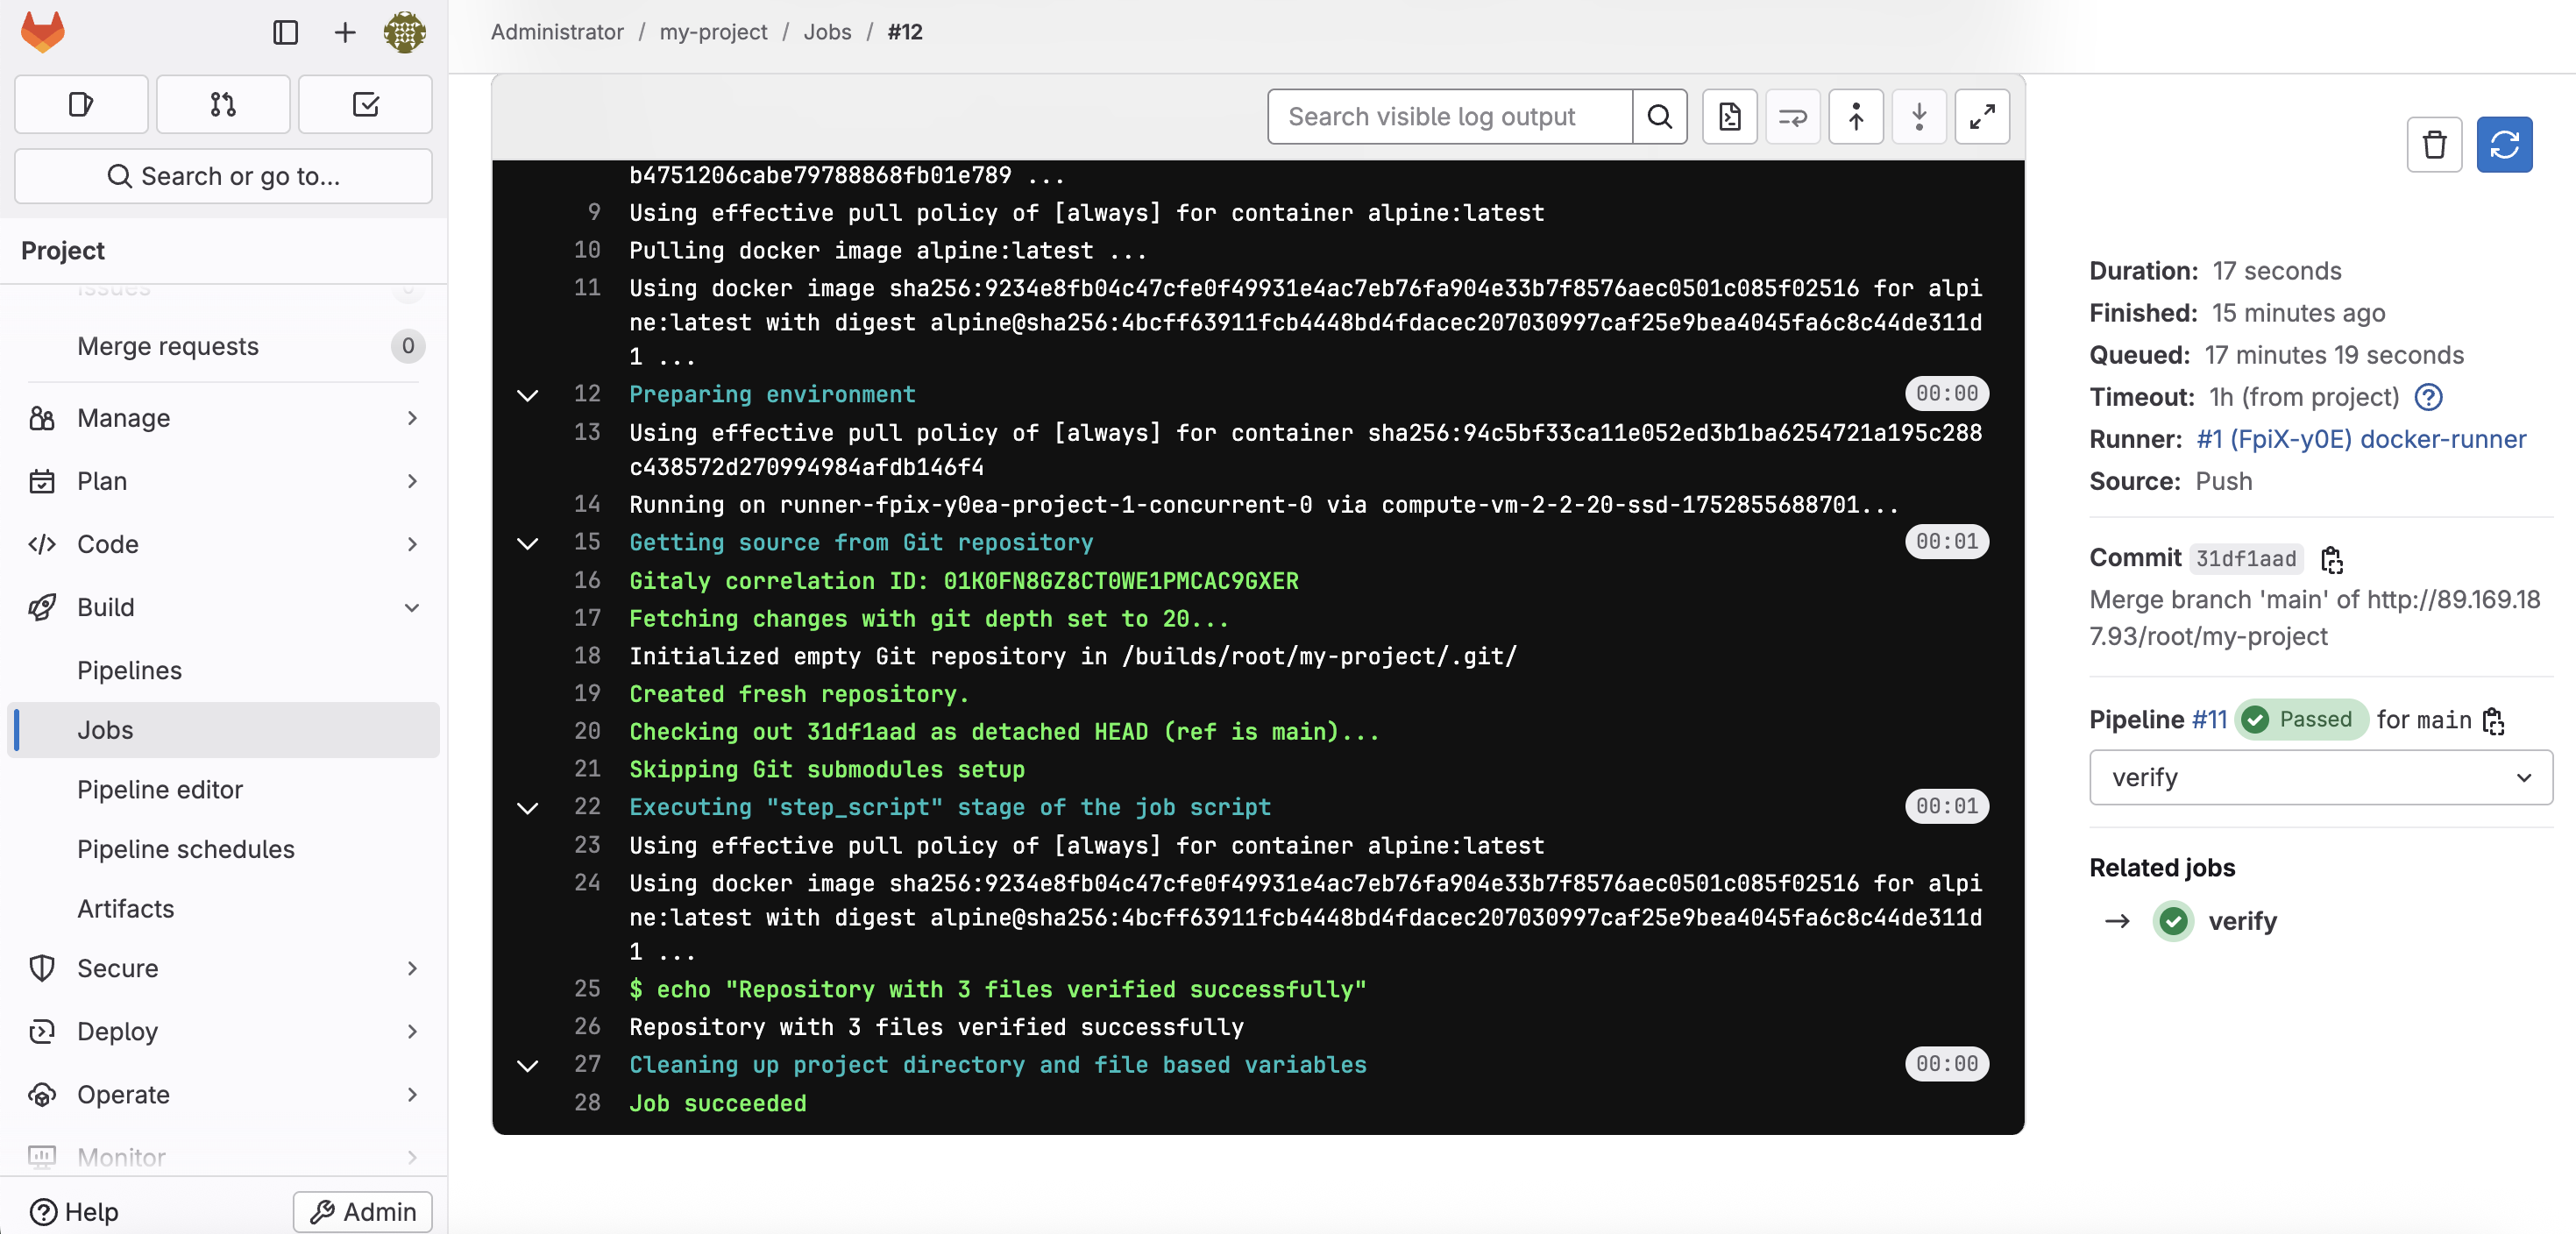 Administrator / my-project / Jobs / #12
Search or go to...
Project
Issues 0
Merge requests 0
Manage
Plan
Code
Build
Pipelines
Jobs
Pipeline editor
Pipeline schedules
Artifacts
Secure
Deploy
Operate
Monitor
Help
Admin
Search visible log output
b4751206cabe79788868fb01e789 ...
9 Using effective pull policy of [always] for container alpine:latest
10 Pulling docker image alpine:latest ...
11 Using docker image sha256:9234e8fb04c47cfe0f49931e4ac7eb76fa904e33b7f8576aec0501c085f02516 for alpi
ne:latest with digest alpine@sha256:4bcff63911fcb4448bd4fdacec207030997caf25e9bea4045fa6c8c44de311d
1 ...
12 Preparing environment 00:00
13 Using effective pull policy of [always] for container sha256:94c5bf33ca11e052ed3b1ba6254721a195c288
c438572d270994984afdb146f4
14 Running on runner-fpix-y0ea-project-1-concurrent-0 via compute-vm-2-2-20-ssd-1752855688701...
15 Getting source from Git repository 00:01
16 Gitaly correlation ID: 01K0FN8GZ8CT0WE1PMCAC9GXER
17 Fetching changes with git depth set to 20...
18 Initialized empty Git repository in /builds/root/my-project/.git/
19 Created fresh repository.
20 Checking out 31df1aad as detached HEAD (ref is main)...
21 Skipping Git submodules setup
22 Executing "step_script" stage of the job script 00:01
23 Using effective pull policy of [always] for container alpine:latest
24 Using docker image sha256:9234e8fb04c47cfe0f49931e4ac7eb76fa904e33b7f8576aec0501c085f02516 for alpi
ne:latest with digest alpine@sha256:4bcff63911fcb4448bd4fdacec207030997caf25e9bea4045fa6c8c44de311d
1 ...
25 $ echo "Repository with 3 files verified successfully"
26 Repository with 3 files verified successfully
27 Cleaning up project directory and file based variables 00:00
28 Job succeeded
Duration: 17 seconds
Finished: 15 minutes ago
Queued: 17 minutes 19 seconds
Timeout: 1h (from project)
Runner: #1 (FpiX-y0E) docker-runner
Source: Push
Commit 31df1aad
Merge branch 'main' of http://89.169.18
7.93/root/my-project
Pipeline #11 Passed for main
verify
Related jobs
verify